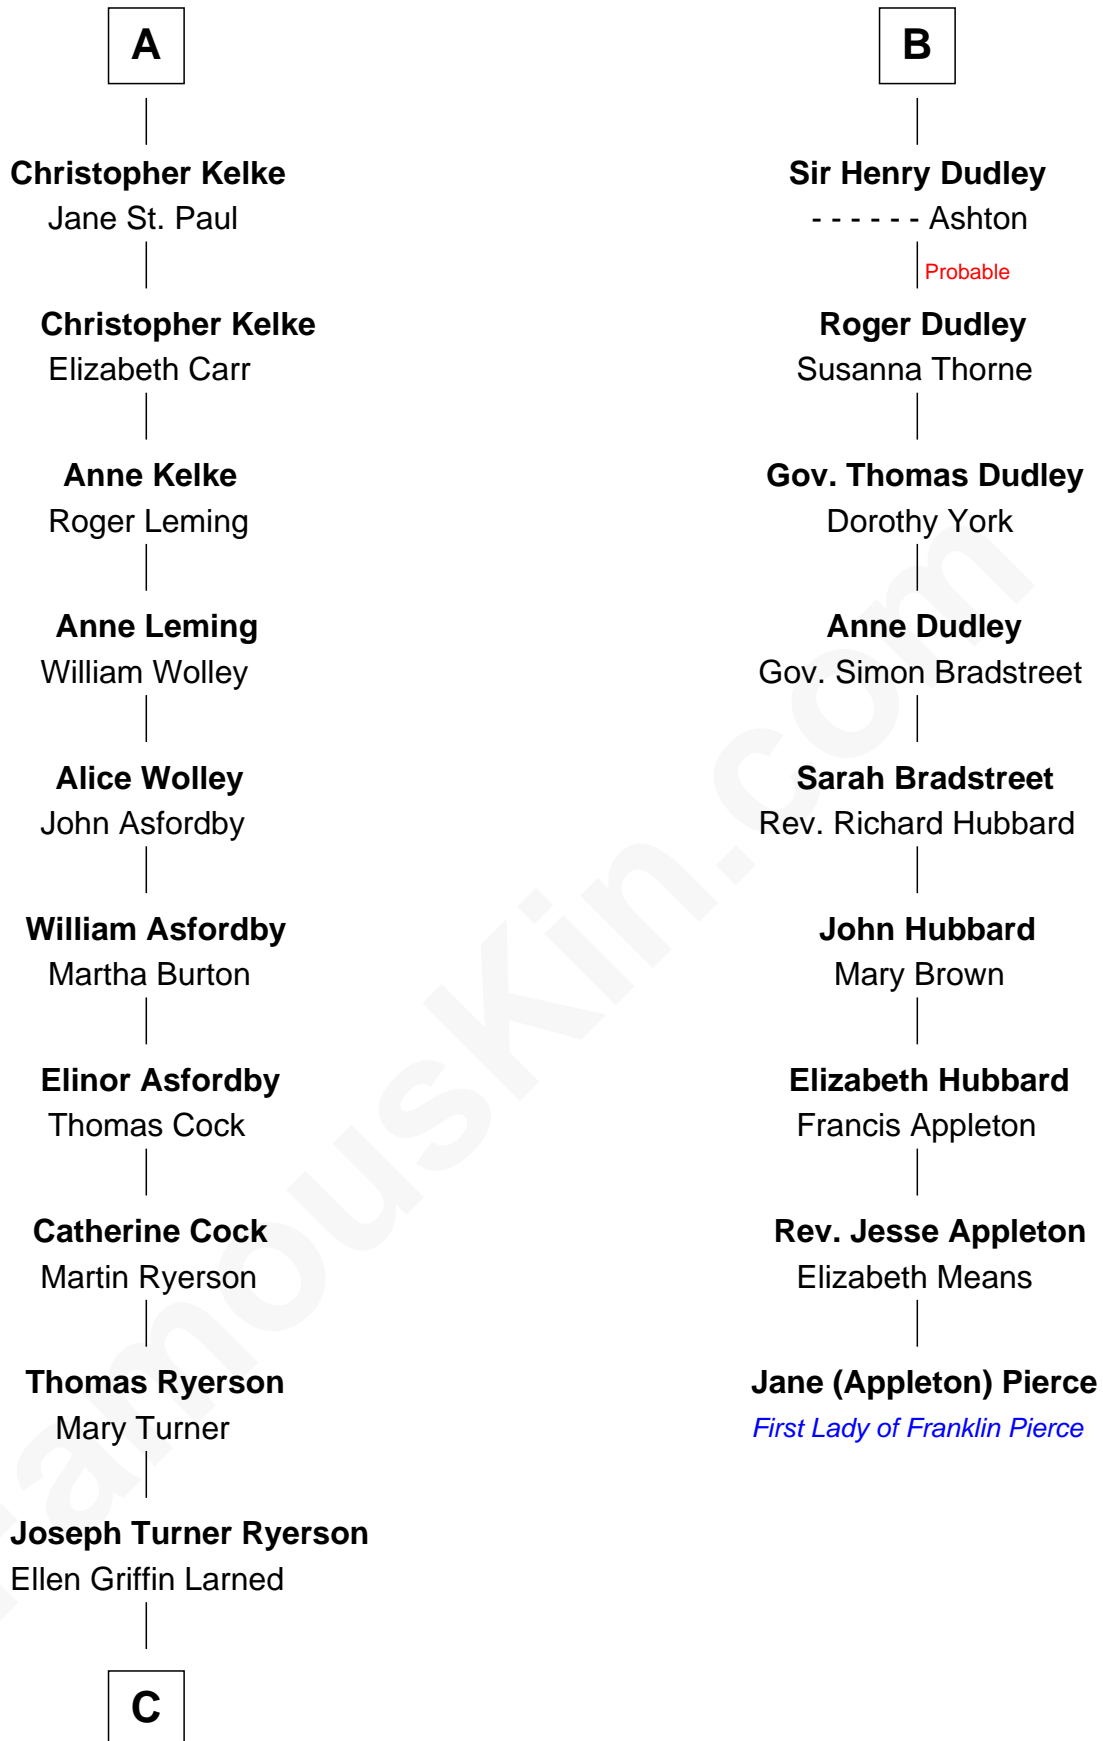 A
Christopher Kelke
Jane St. Paul
Christopher Kelke
Elizabeth Carr
Anne Kelke
Roger Leming
Anne Leming
William Wolley
Alice Wolley
John Asfordby
William Asfordby
Martha Burton
Elinor Asfordby
Thomas Cock
Catherine Cock
Martin Ryerson
Thomas Ryerson
Mary Turner
Joseph Turner Ryerson
Ellen Griffin Larned
C
B
Sir Henry Dudley
- - - - - - Ashton
Probable
Roger Dudley
Susanna Thorne
Gov. Thomas Dudley
Dorothy York
Anne Dudley
Gov. Simon Bradstreet
Sarah Bradstreet
Rev. Richard Hubbard
John Hubbard
Mary Brown
Elizabeth Hubbard
Francis Appleton
Rev. Jesse Appleton
Elizabeth Means
Jane (Appleton) Pierce
First Lady of Franklin Pierce
FamousKin.com